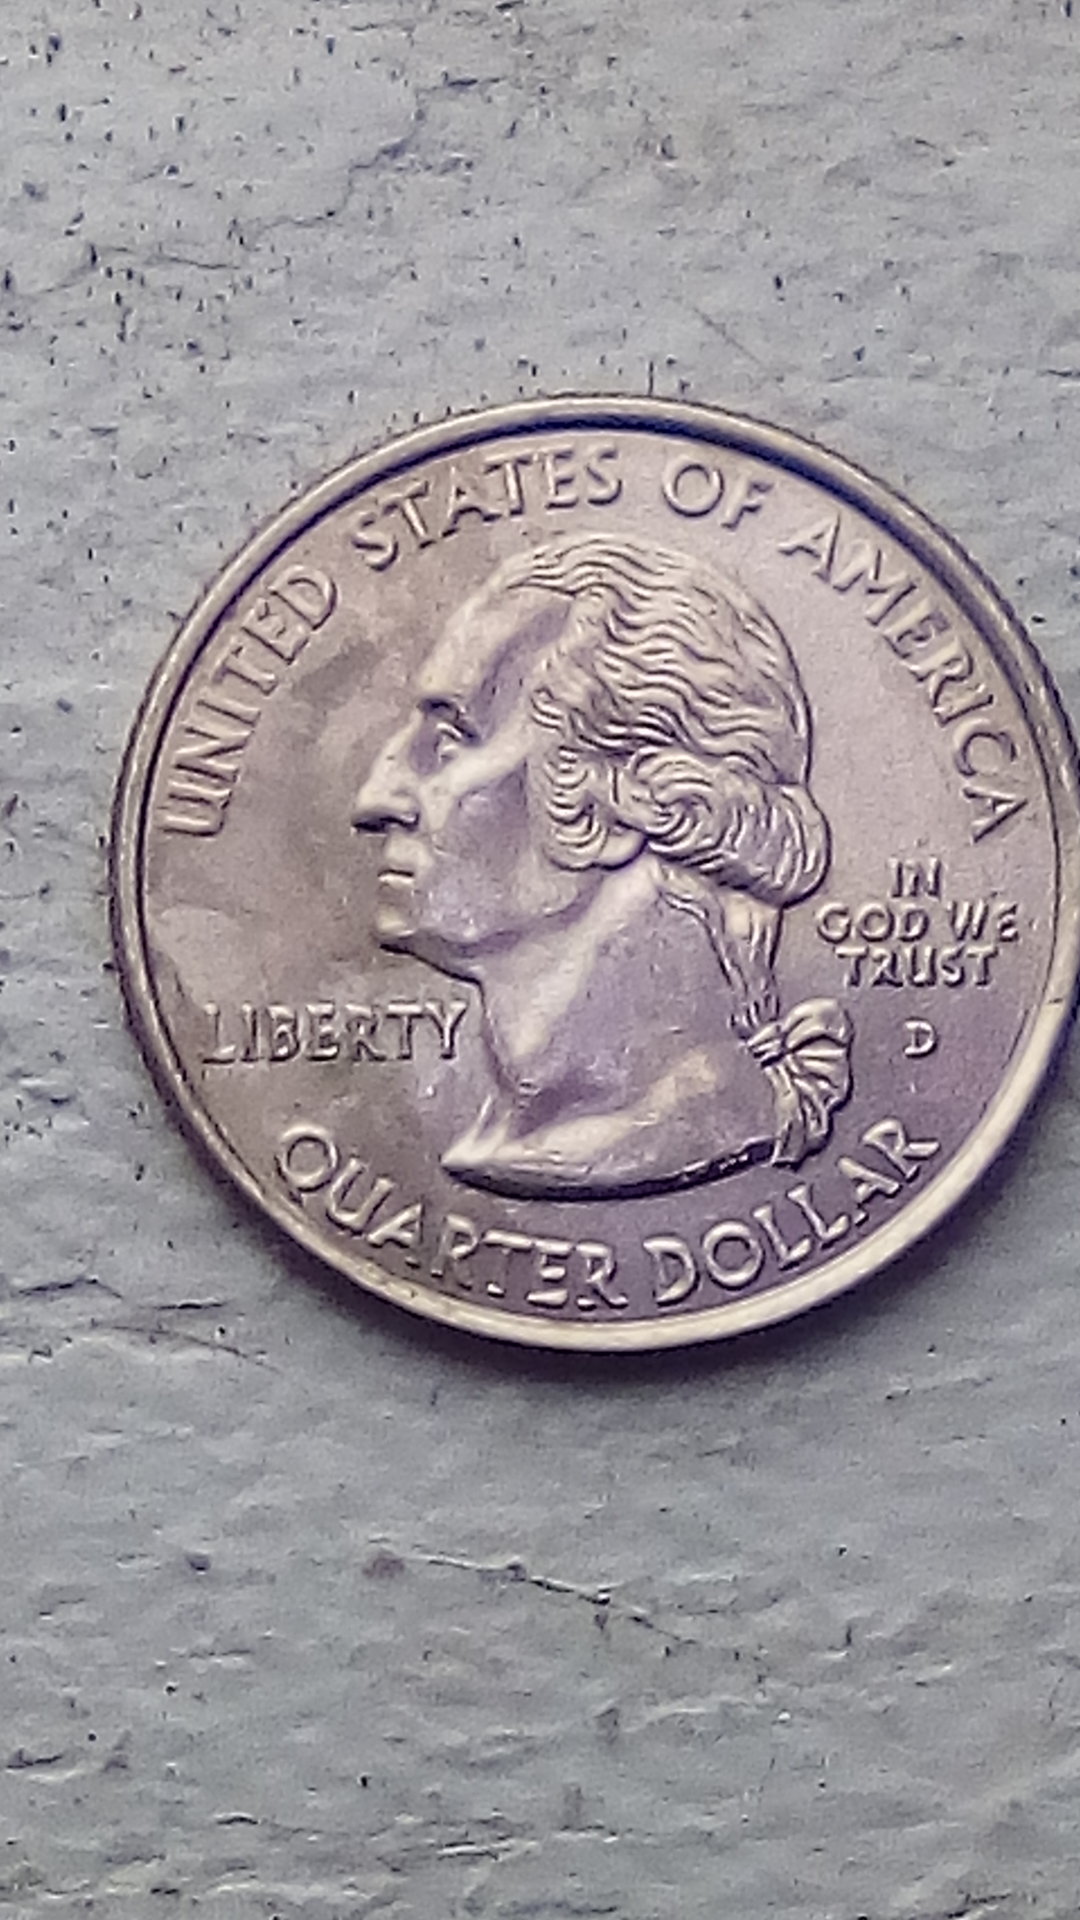 UNITED STATES OF AMERICA
IN
GOD WE
TRUST
LIBERTY
D
QUARTER DOLLAR